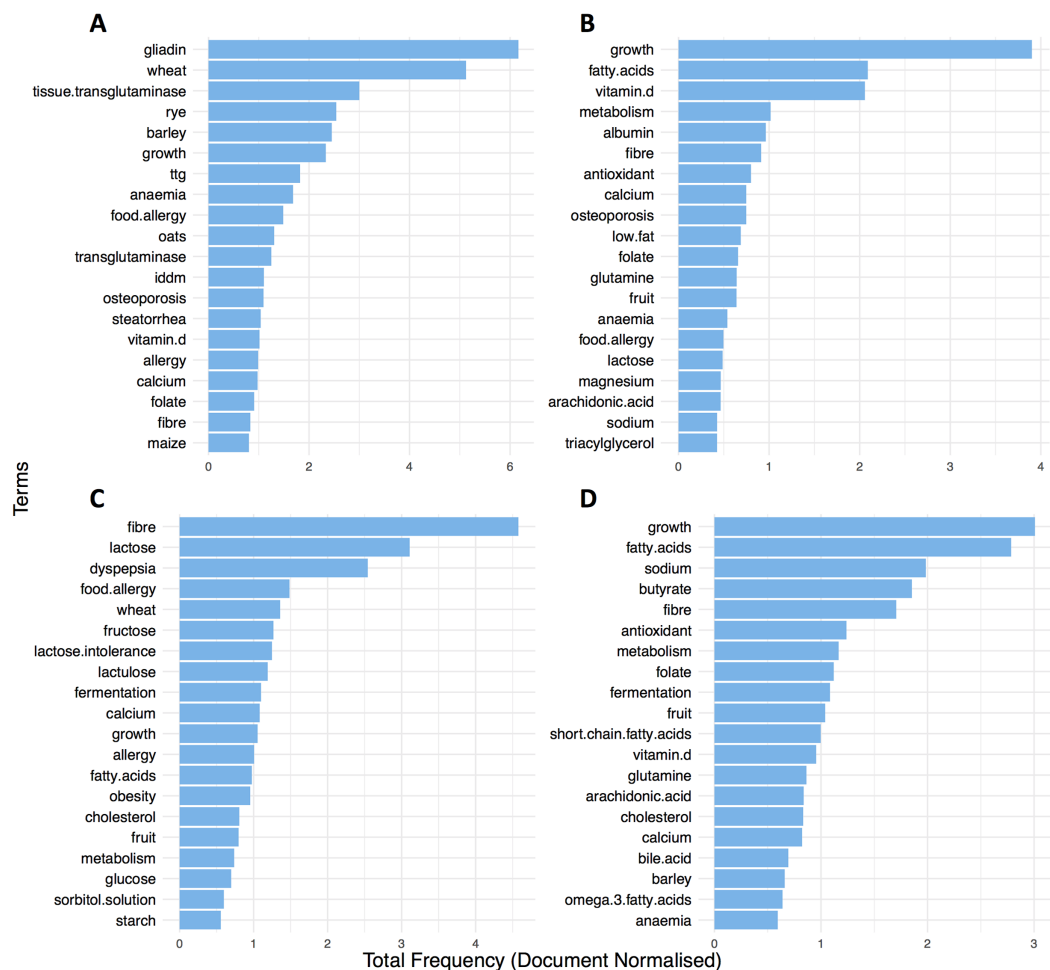 A
gliadin
wheat
tissue.transglutaminase
rye
barley
growth
ttg
anaemia
food.allergy
oats
transglutaminase
iddm
osteoporosis
steatorrhea
vitamin.d
allergy
calcium
folate
fibre
maize
0 2 4 6
B
growth
fatty.acids
vitamin.d
metabolism
albumin
fibre
antioxidant
calcium
osteoporosis
low.fat
folate
glutamine
fruit
anaemia
food.allergy
lactose
magnesium
arachidonic.acid
sodium
triacylglycerol
0 1 2 3 4
Terms
C
fibre
lactose
dyspepsia
food.allergy
wheat
fructose
lactose.intolerance
lactulose
fermentation
calcium
growth
allergy
fatty.acids
obesity
cholesterol
fruit
metabolism
glucose
sorbitol.solution
starch
0 1 2 3 4
D
growth
fatty.acids
sodium
butyrate
fibre
antioxidant
metabolism
folate
fermentation
fruit
short.chain.fatty.acids
vitamin.d
glutamine
arachidonic.acid
cholesterol
calcium
bile.acid
barley
omega.3.fatty.acids
anaemia
0 1 2 3
Total Frequency (Document Normalised)